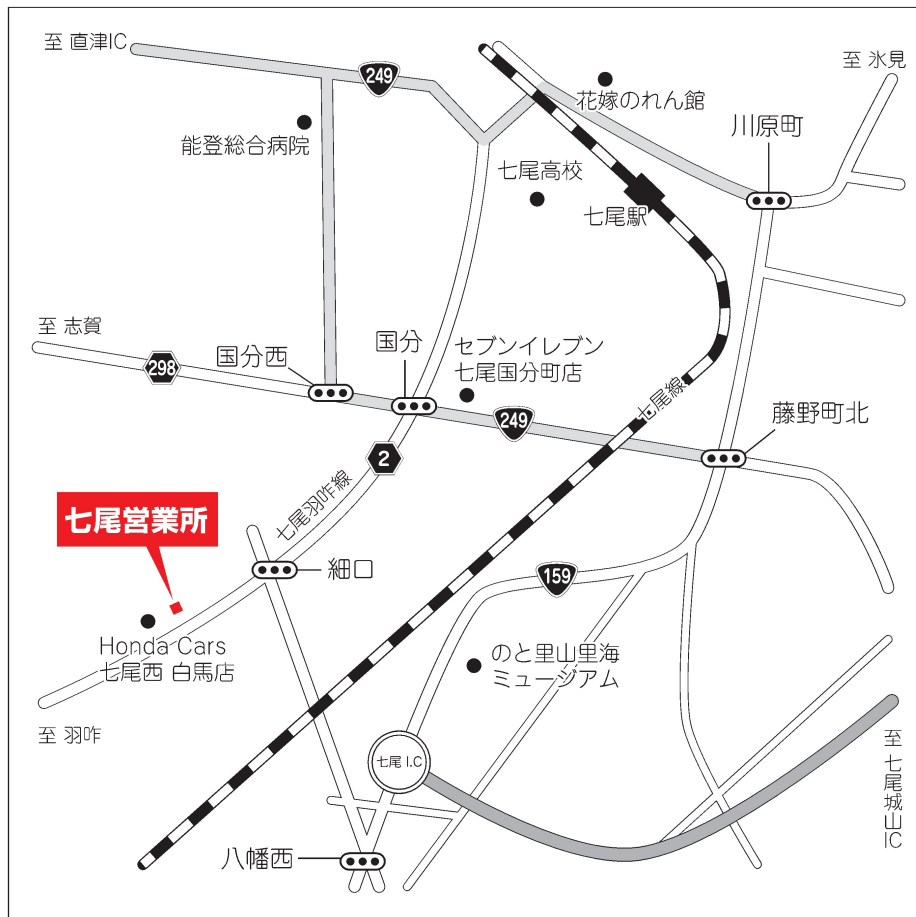 至 直津IC
249
至 氷見
花嫁のれん館
川原町
能登総合病院
七尾高校
七尾駅
至 志賀
298
国分西
国分
セブンイレブン
七尾国分町店
249
七尾線
藤野町北
2
七尾羽咋線
七尾営業所
細口
159
Honda Cars
七尾西 白馬店
のと里山里海
ミュージアム
至 羽咋
七尾 I.C
至 七尾城山IC
八幡西